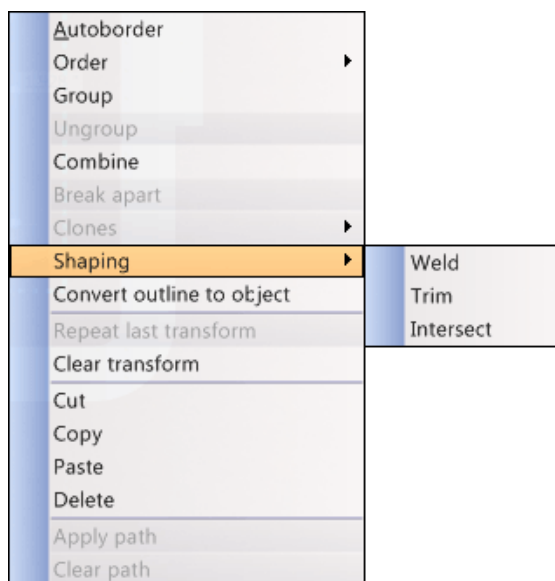 Autoborder
Order
Group
Ungroup
Combine
Break apart
Clones
Shaping
Weld
Convert outline to object
Trim
Repeat last transform
Intersect
Clear transform
Cut
Copy
Paste
Delete
Apply path
Clear path